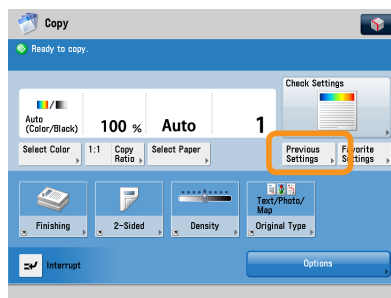 Copy
Ready to copy.
Check Settings
Auto
(Color/Black)
100 %
Auto
1
Select Color
1:1
Copy
Ratio
Select Paper
Previous
Settings
Favorite
Settings
Finishing
2-Sided
Density
Text/Photo/
Map
Original Type
Interrupt
Options